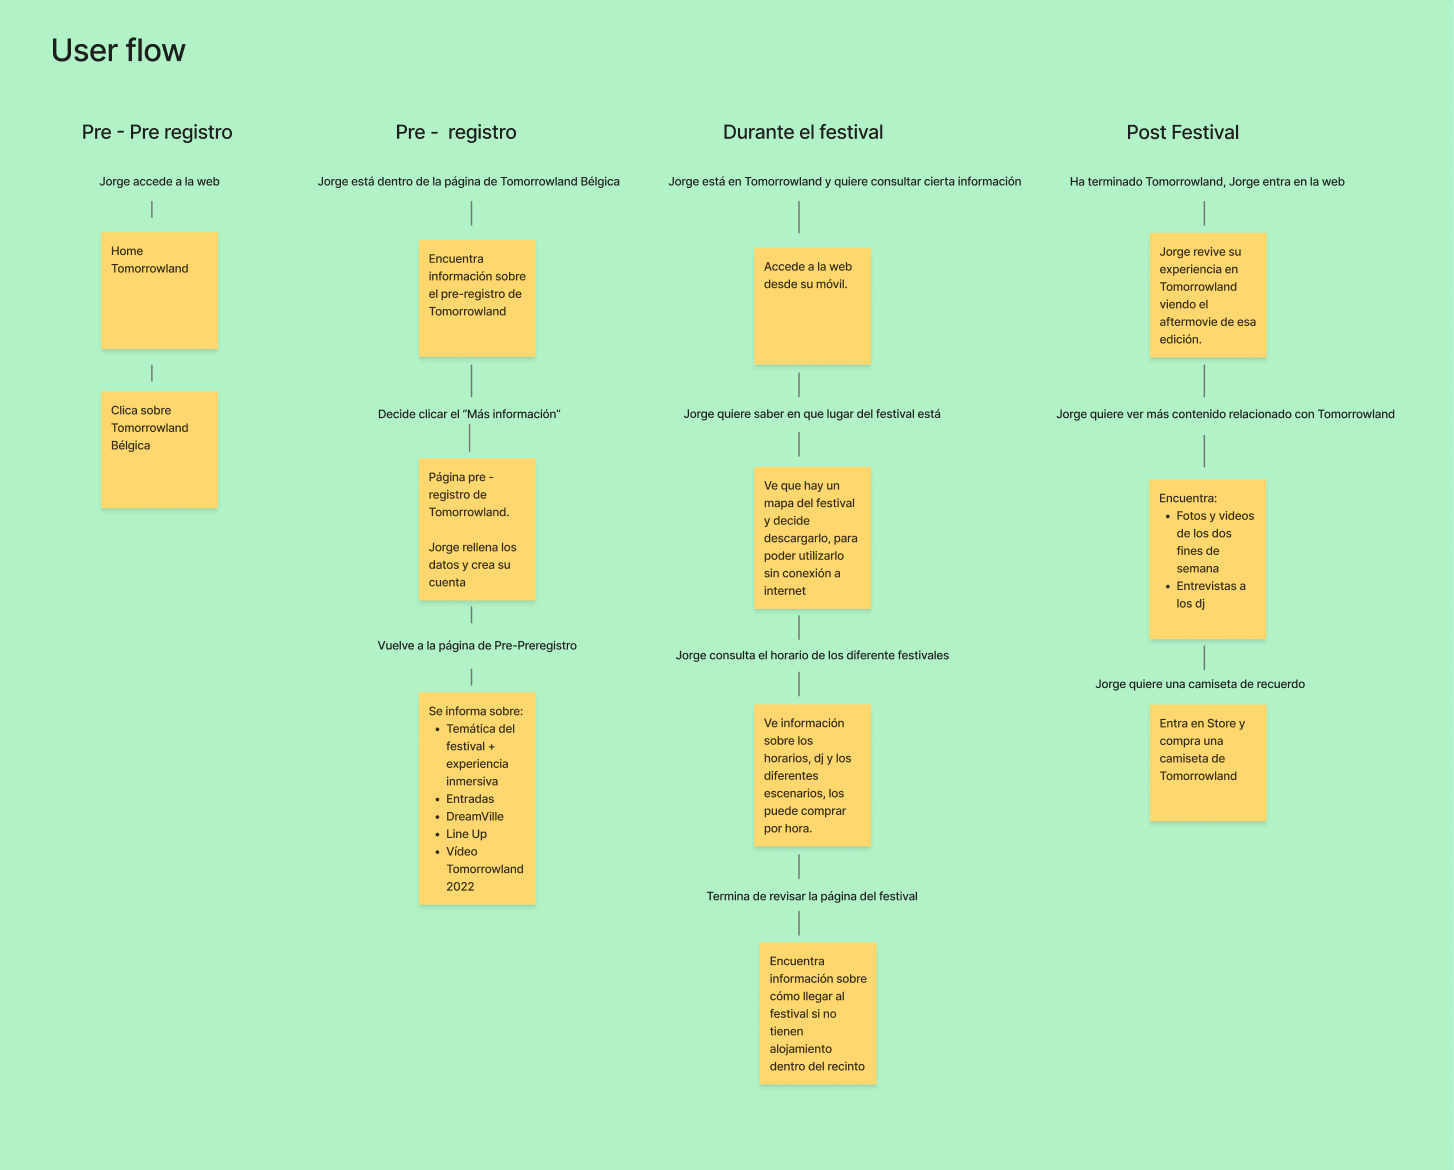 User flow
Pre - Pre registro
Jorge accede a la web
Home
Tomorrowland
Clica sobre
Tomorrowland
Bélgica
Pre -  registro
Jorge está dentro de la página de Tomorrowland Bélgica
Encuentra
información sobre
el pre-registro de
Tomorrowland
Decide clicar el “Más información”
Página pre -
registro de
Tomorrowland.
Jorge rellena los
datos y crea su
cuenta
Vuelve a la página de Pre-Preregistro
Se informa sobre:
• Temática del
festival +
experiencia
inmersiva
• Entradas
• DreamVille
• Line Up
• Vídeo
Tomorrowland
2022
Durante el festival
Jorge está en Tomorrowland y quiere consultar cierta información
Accede a la web
desde su móvil.
Jorge quiere saber en que lugar del festival está
Ve que hay un
mapa del festival
y decide
descargarlo, para
poder utilizarlo
sin conexión a
internet
Jorge consulta el horario de los diferente festivales
Ve información
sobre los
horarios, dj y los
diferentes
escenarios, los
puede comprar
por hora.
Termina de revisar la página del festival
Encuentra
información sobre
cómo llegar al
festival si no
tienen
alojamiento
dentro del recinto
Post Festival
Ha terminado Tomorrowland, Jorge entra en la web
Jorge revive su
experiencia en
Tomorrowland
viendo el
aftermovie de esa
edición.
Jorge quiere ver más contenido relacionado con Tomorrowland
Encuentra:
• Fotos y videos
de los dos
fines de
semana
• Entrevistas a
los dj
Jorge quiere una camiseta de recuerdo
Entra en Store y
compra una
camiseta de
Tomorrowland